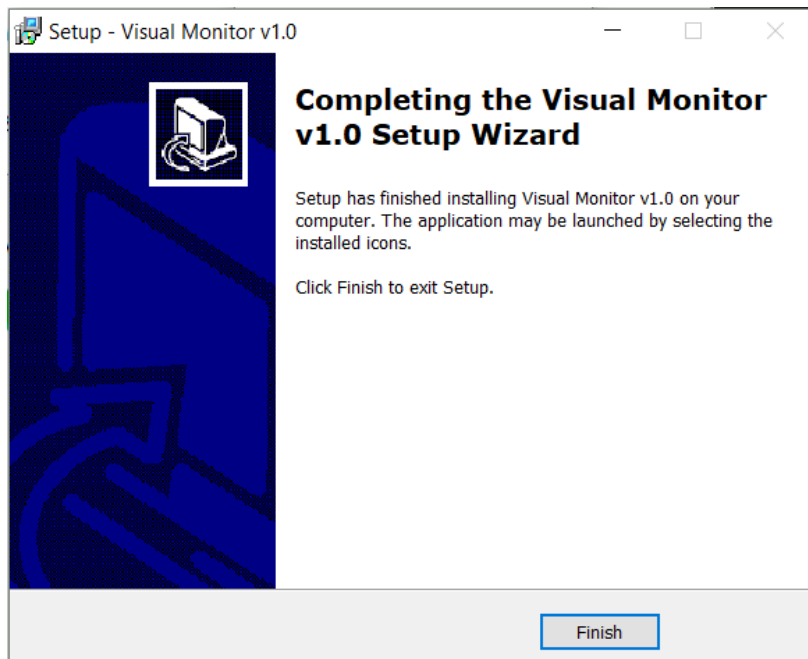 Setup - Visual Monitor v1.0
Completing the Visual Monitor
v1.0 Setup Wizard
Setup has finished installing Visual Monitor v1.0 on your
computer. The application may be launched by selecting the
installed icons.
Click Finish to exit Setup.
Finish